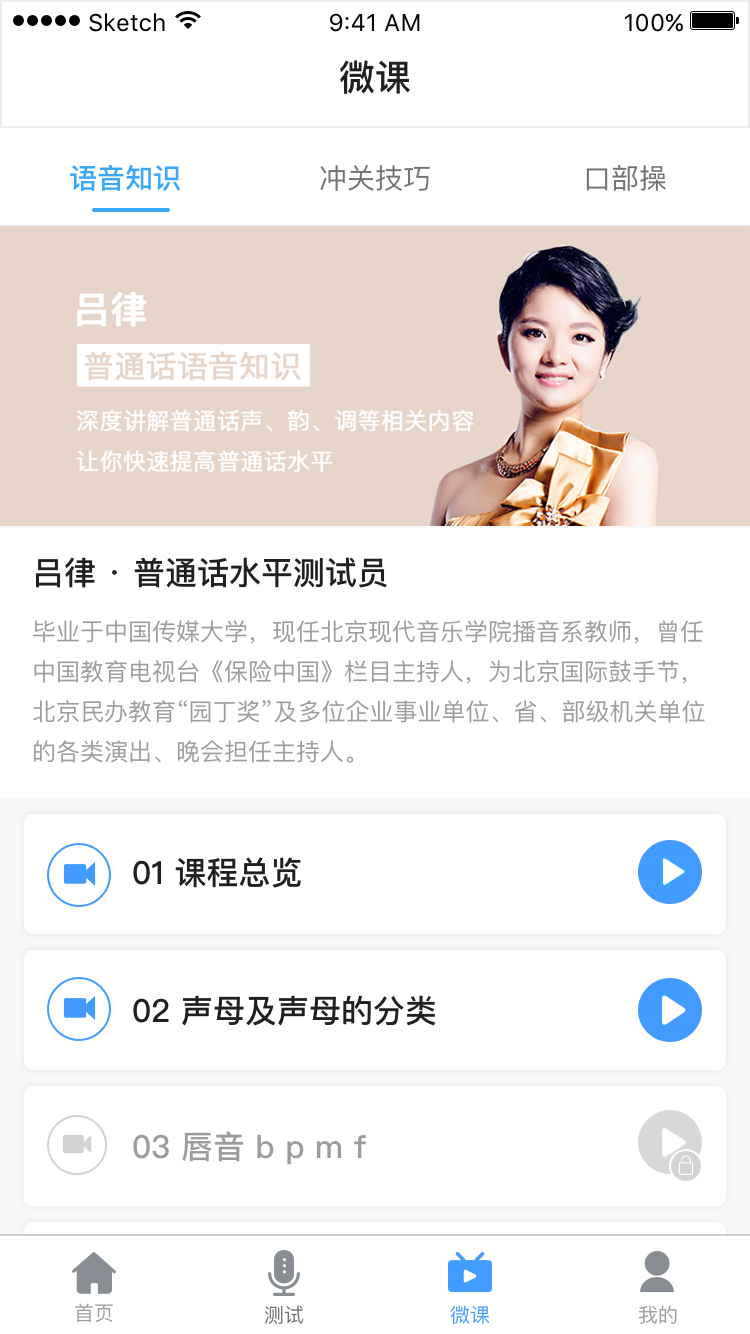 Sketch 9:41 AM 100%
微课
语音知识 冲关技巧 口部操
吕律
普通话语音知识
深度讲解普通话声、韵、调等相关内容
让你快速提高普通话水平
吕律 · 普通话水平测试员
毕业于中国传媒大学，现任北京现代音乐学院播音系教师，曾任
中国教育电视台《保险中国》栏目主持人，为北京国际鼓手节，
北京民办教育“园丁奖”及多位企业事业单位、省、部级机关单位
的各类演出、晚会担任主持人。
01 课程总览
02 声母及声母的分类
03 唇音 b p m f
首页 测试 微课 我的